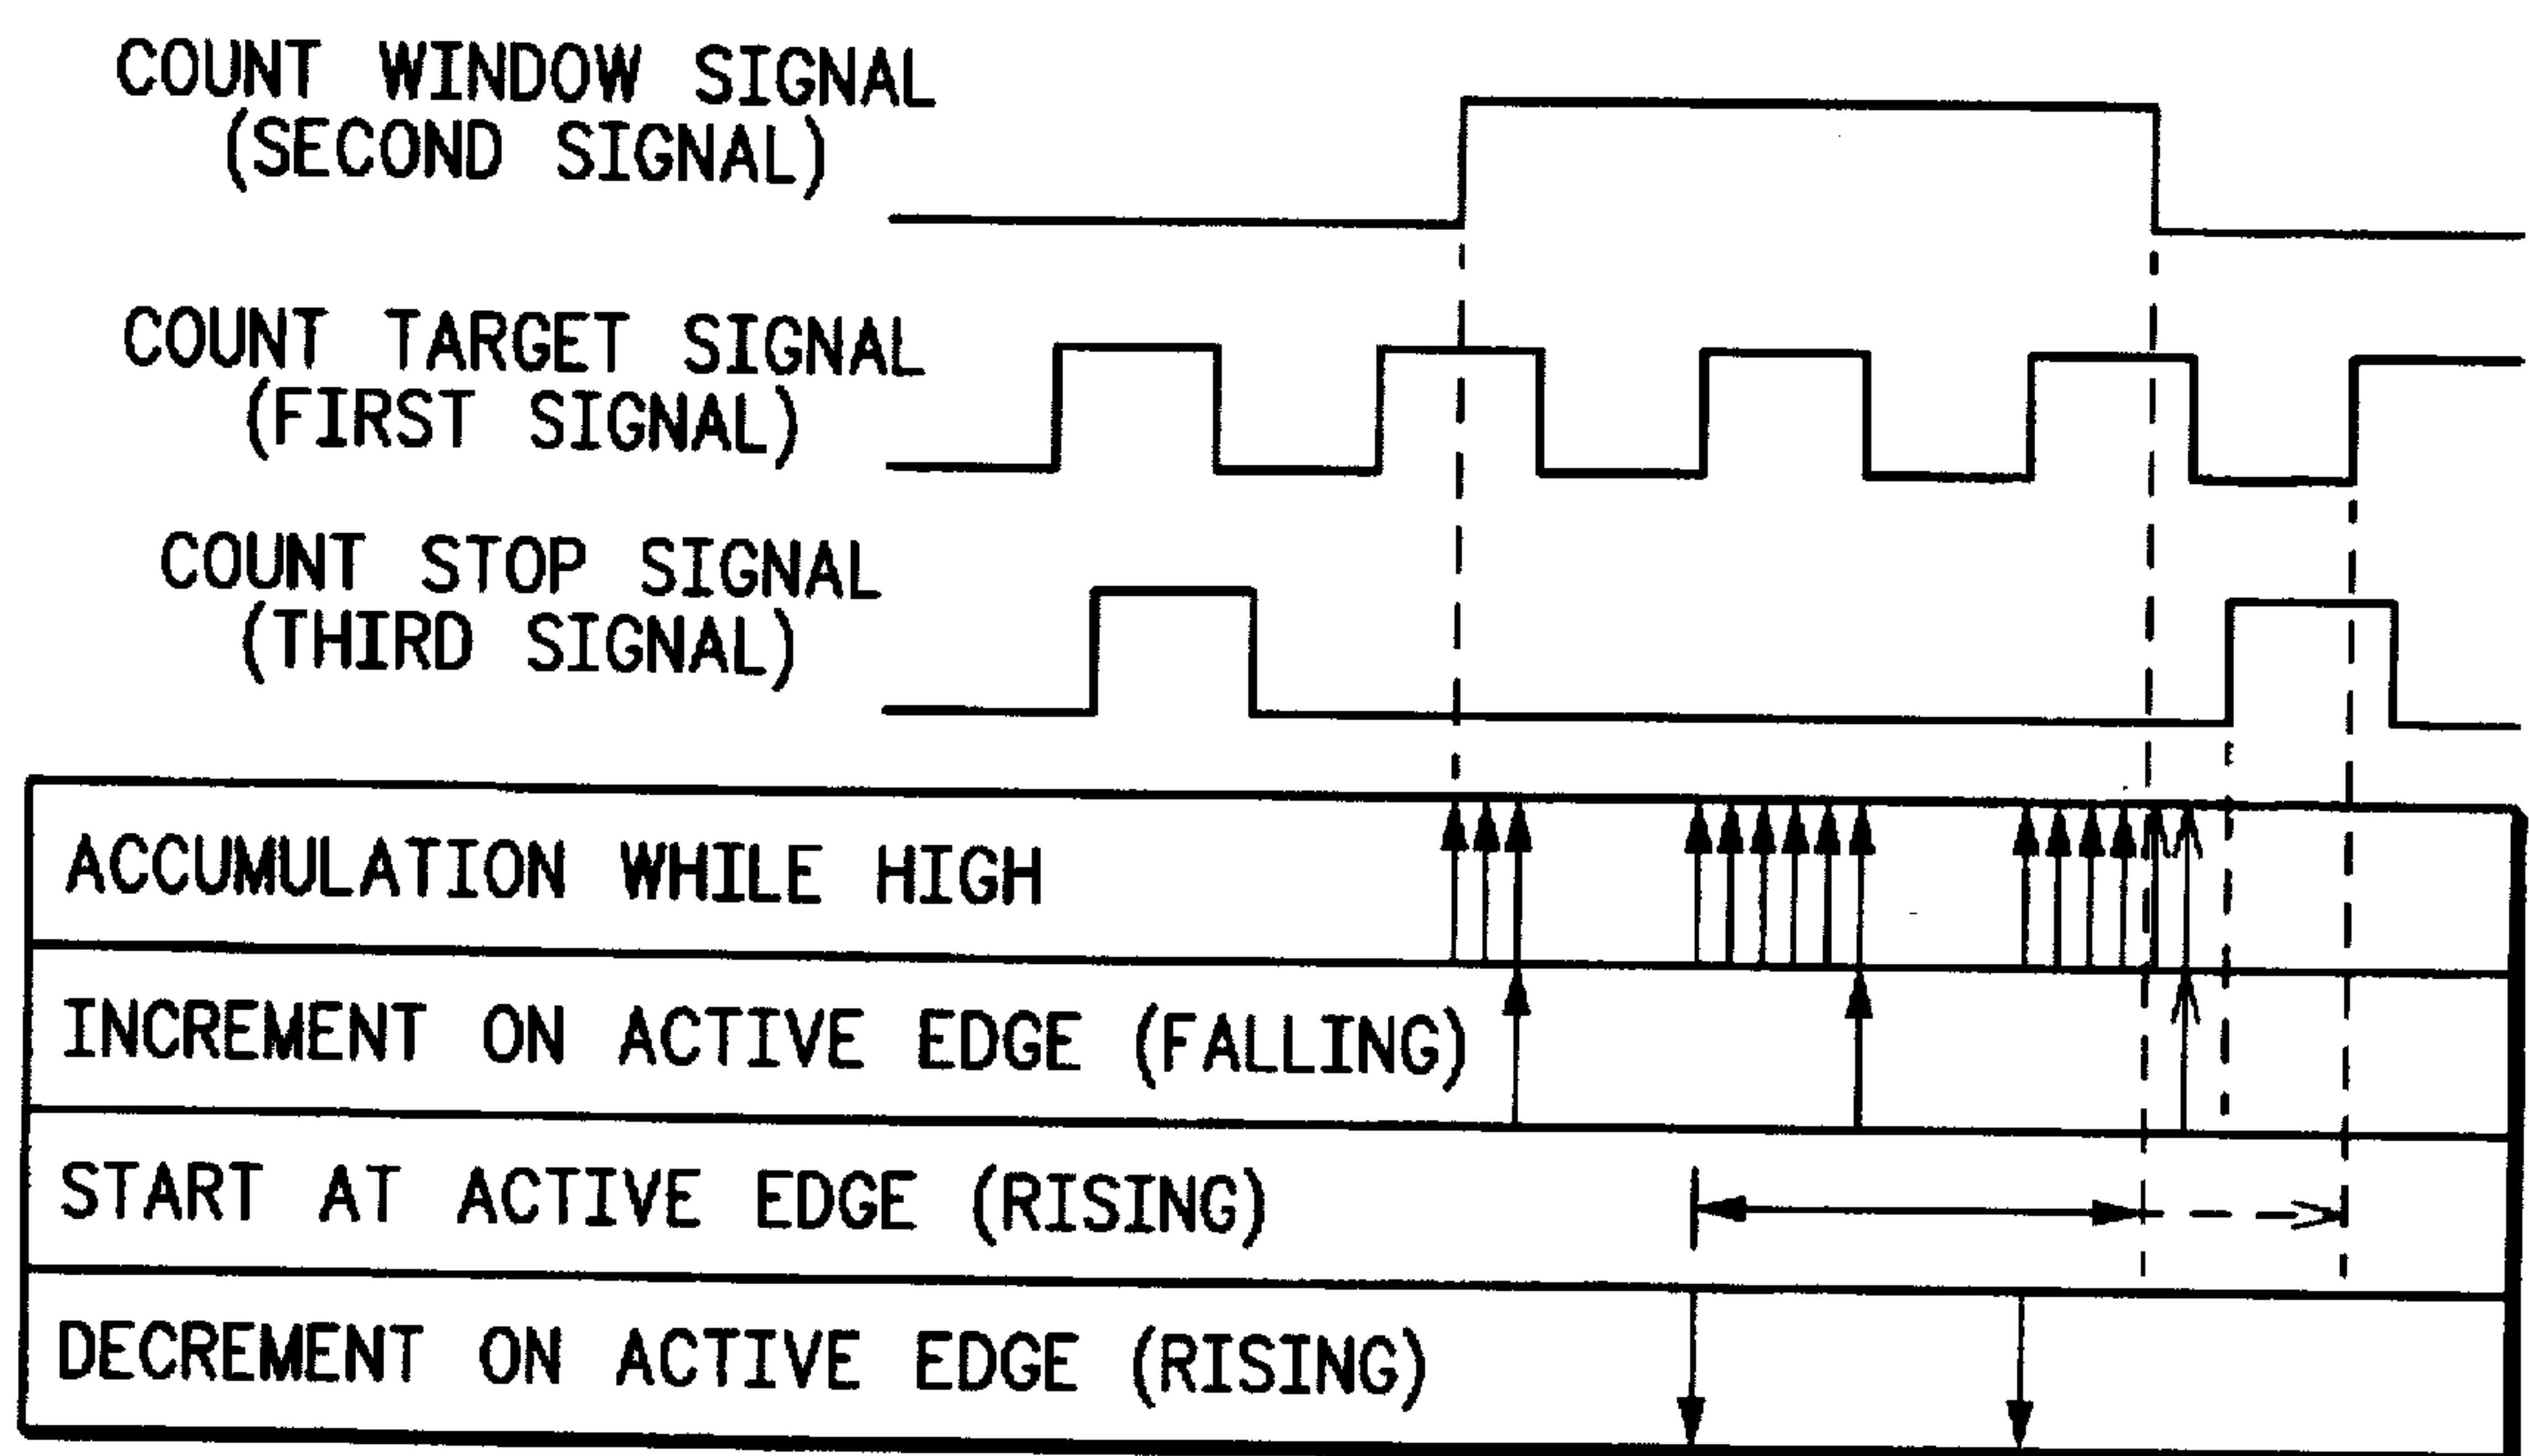 COUNT WINDOW SIGNAL
(SECOND SIGNAL)
COUNT TARGET SIGNAL
(FIRST SIGNAL)
COUNT STOP SIGNAL
(THIRD SIGNAL)
ACCUMULATION WHILE HIGH
INCREMENT ON ACTIVE EDGE (FALLING)
START AT ACTIVE EDGE (RISING)
DECREMENT ON ACTIVE EDGE (RISING)